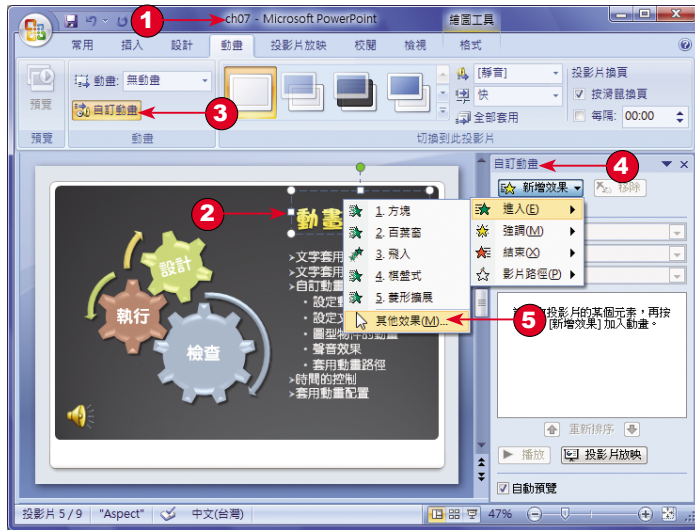 1
ch07 - Microsoft PowerPoint
繪圖工具
常用 插入 設計 動畫 投影片放映 校閱 檢視 格式
預覽
動畫: 無動畫
自訂動畫
3
[靜音]
快
全部套用
投影片換頁
按滑鼠換頁
每隔: 00:00
預覽 動畫 切換到此投影片
自訂動畫
4
新增效果
移除
進入(E)
強調(M)
結束(X)
影片路徑(P)
1. 方塊
2. 百葉窗
3. 飛入
4. 棋盤式
5. 菱形擴展
其他效果(M)...
5
2
動畫
設計
執行
檢查
>文字套用
>文字套用
>自訂動畫
・設定動
・設定文
・圖型物件的動畫
・聲音效果
・套用動畫路徑
>時間的控制
>套用動畫配置
投影片的某個元素，再按
[新增效果] 加入動畫。
重新排序
播放
投影片放映
自動預覽
投影片 5 / 9 "Aspect" 中文(台灣) 47%